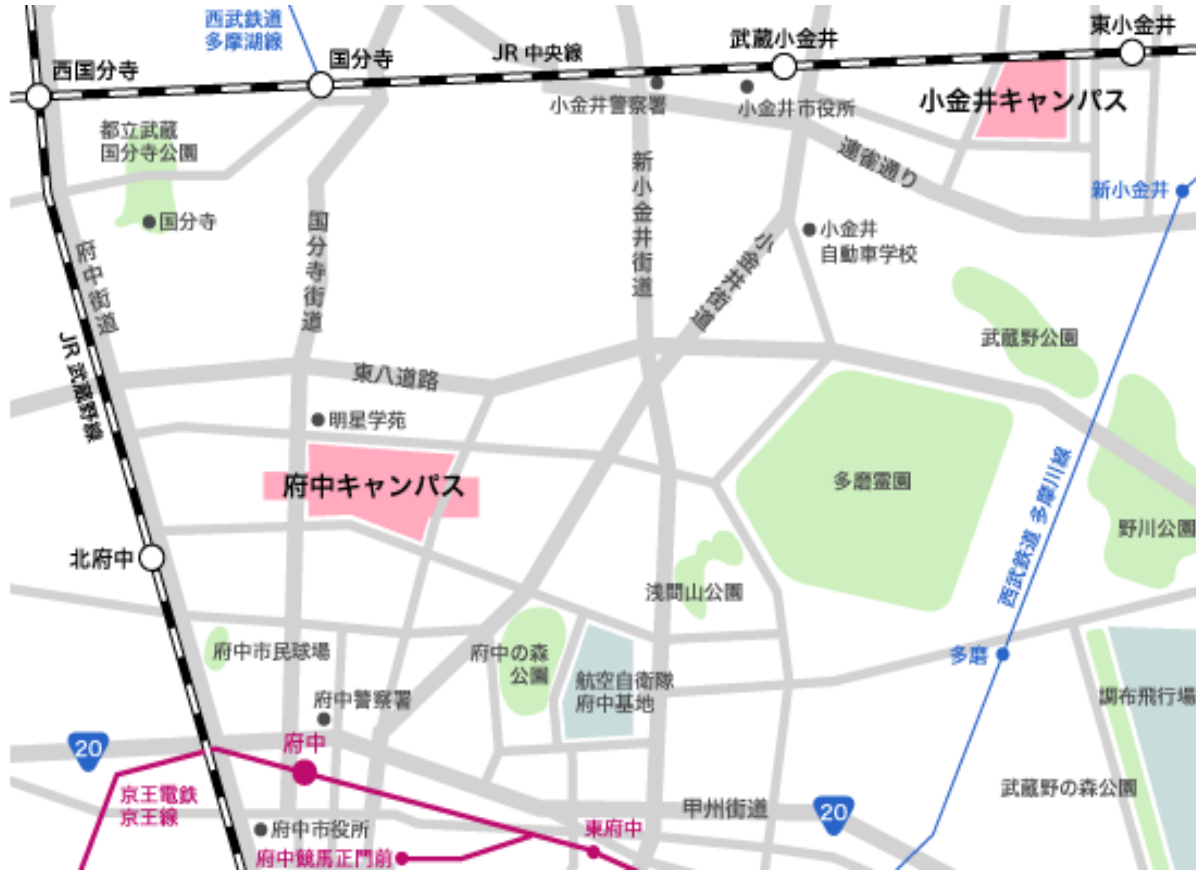 西武鉄道
多摩湖線
西国分寺
国分寺
JR 中央線
武蔵小金井
東小金井
小金井警察署
小金井市役所
小金井キャンパス
都立武蔵
国分寺公園
連雀通り
新小金井
国分寺
国分寺街道
新小金井街道
小金井街道
小金井
自動車学校
府中街道
JR 武蔵野線
武蔵野公園
東八道路
明星学苑
府中キャンパス
多磨霊園
西武鉄道 多摩川線
野川公園
北府中
浅間山公園
府中市民球場
府中の森
公園
航空自衛隊
府中基地
多磨
府中警察署
調布飛行場
20
府中
京王電鉄
京王線
武蔵野の森公園
甲州街道
20
府中市役所
東府中
府中競馬正門前